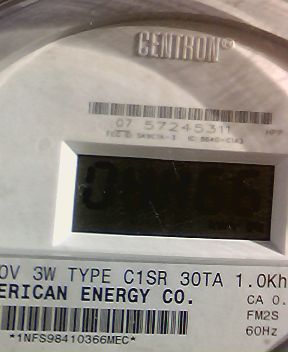 CENTRON®
07 57245311
0V 3W TYPE C1SR 30TA 1.0Kh
ERICAN ENERGY CO.
CA 0.
FM2S
60Hz
*1NFS98410366MEC*